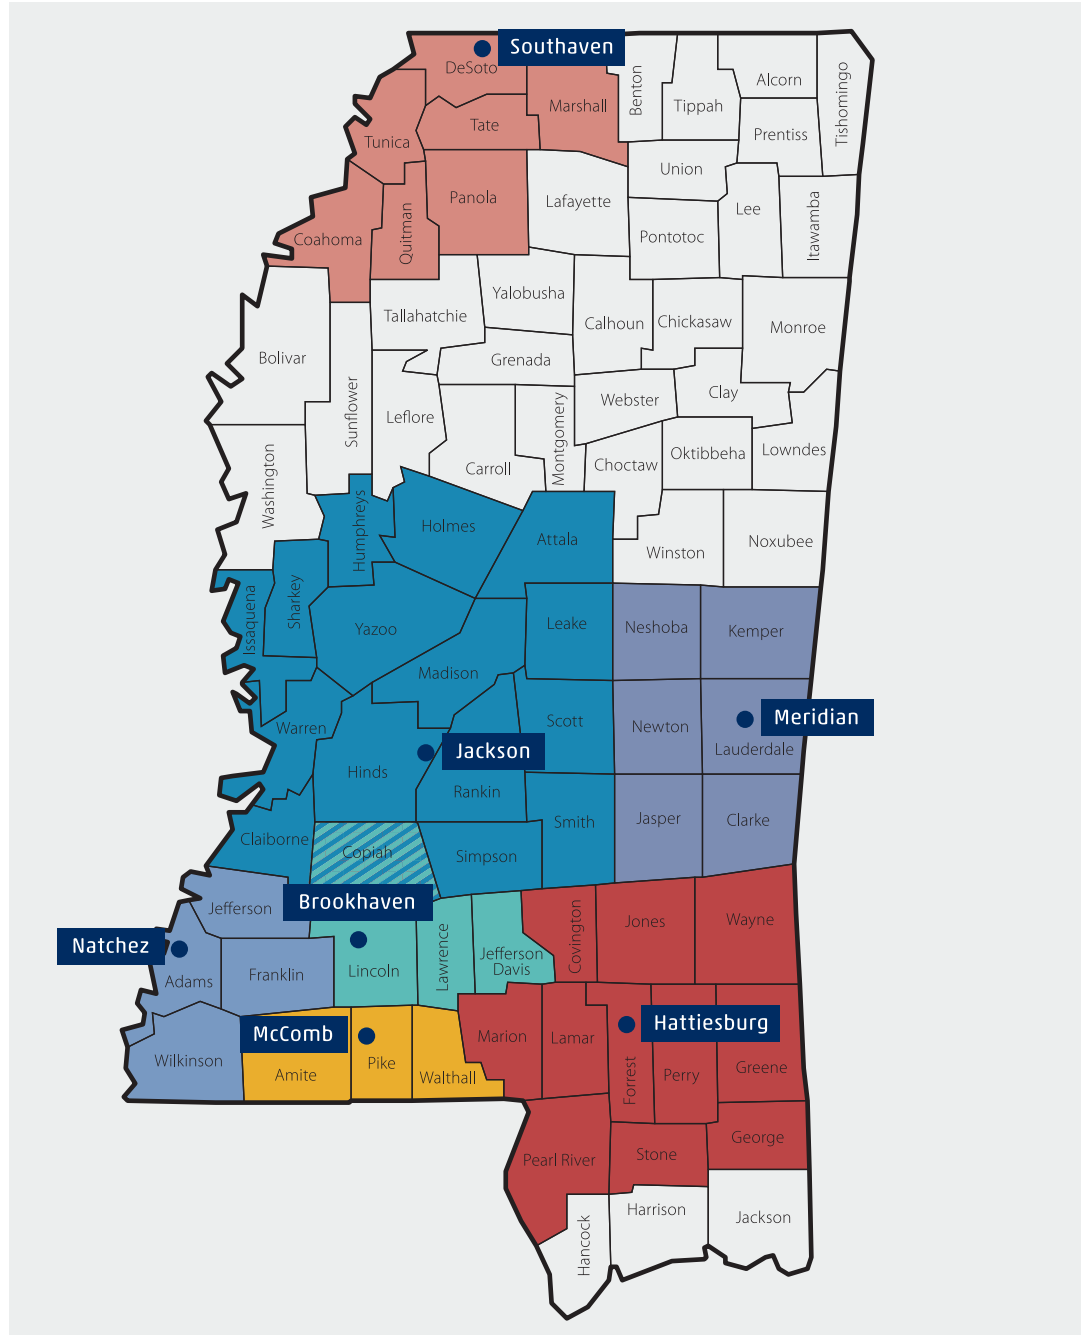 Southaven
DeSoto
Marshall
Benton
Tippah
Alcorn
Tishomingo
Tunica
Tate
Prentiss
Union
Panola
Lafayette
Lee
Itawamba
Pontotoc
Coahoma
Quitman
Yalobusha
Tallahatchie
Calhoun
Chickasaw
Monroe
Bolivar
Grenada
Sunflower
Leflore
Webster
Clay
Montgomery
Carroll
Choctaw
Oktibbeha
Lowndes
Washington
Humphreys
Holmes
Attala
Winston
Noxubee
Issaquena
Sharkey
Yazoo
Leake
Neshoba
Kemper
Madison
Warren
Scott
Newton
Meridian
Lauderdale
Jackson
Hinds
Rankin
Smith
Jasper
Clarke
Claiborne
Copiah
Simpson
Brookhaven
Jefferson
Natchez
Adams
Franklin
Lincoln
Lawrence
Jefferson
Davis
Covington
Jones
Wayne
McComb
Wilkinson
Amite
Pike
Walthall
Marion
Lamar
Hattiesburg
Forrest
Perry
Greene
Pearl River
Stone
George
Hancock
Harrison
Jackson